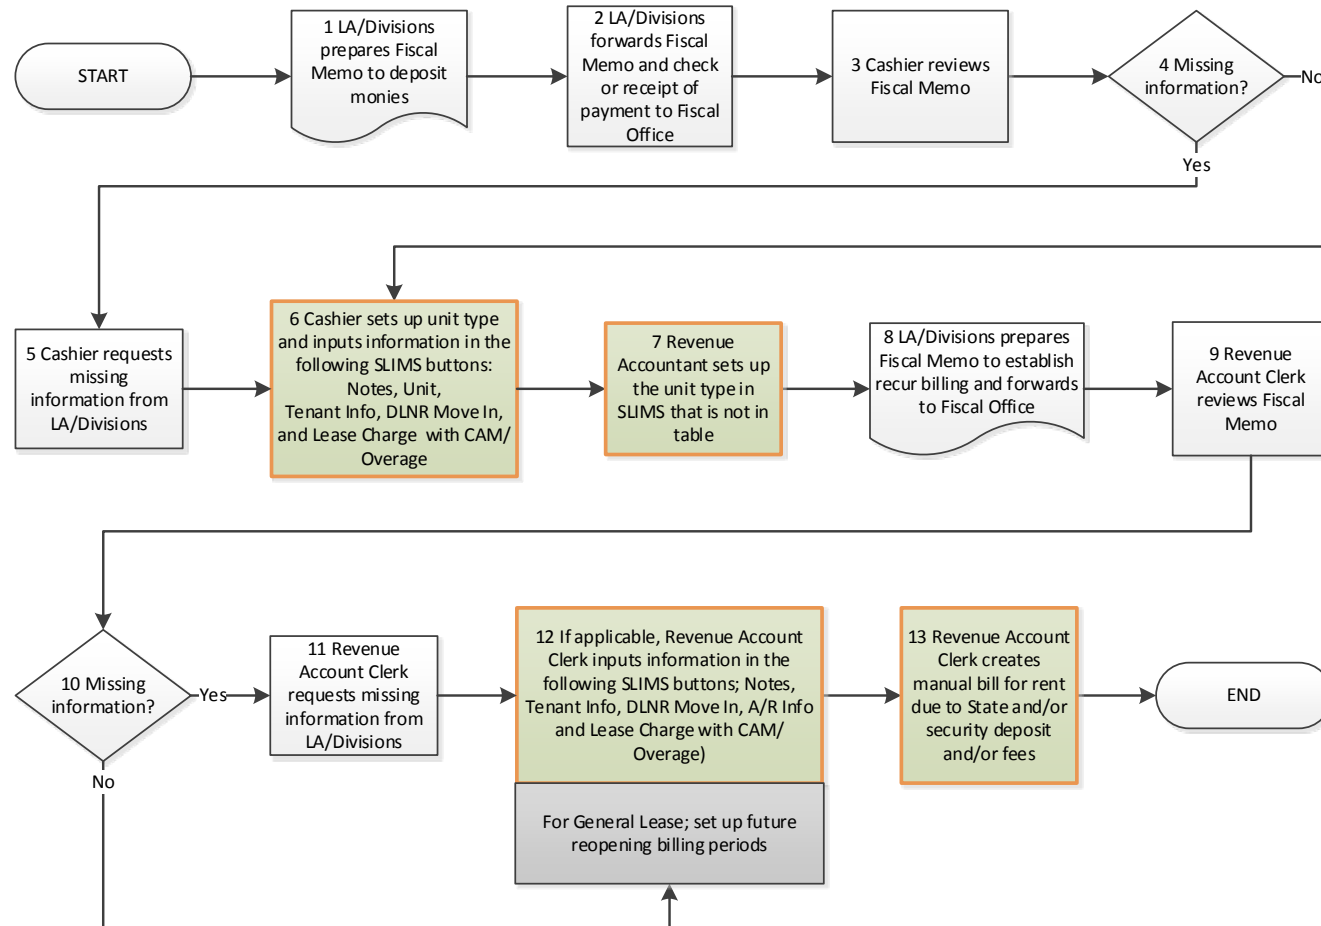 START
1 LA/Divisions
prepares Fiscal
Memo to deposit
monies
2 LA/Divisions
forwards Fiscal
Memo and check
or receipt of
payment to Fiscal
Office
3 Cashier reviews
Fiscal Memo
4 Missing
information?
No
Yes
5 Cashier requests
missing
information from
LA/Divisions
6 Cashier sets up unit type
and inputs information in the
following SLIMS buttons:
Notes, Unit,
Tenant Info, DLNR Move In,
and Lease Charge with CAM/
Overage
7 Revenue
Accountant sets up
the unit type in
SLIMS that is not in
table
8 LA/Divisions prepares
Fiscal Memo to establish
recur billing and forwards
to Fiscal Office
9 Revenue
Account Clerk
reviews Fiscal
Memo
10 Missing
information?
Yes
No
11 Revenue
Account Clerk
requests missing
information from
LA/Divisions
12 If applicable, Revenue Account
Clerk inputs information in the
following SLIMS buttons; Notes,
Tenant Info, DLNR Move In, A/R Info
and Lease Charge with CAM/
Overage)
For General Lease; set up future
reopening billing periods
13 Revenue Account
Clerk creates
manual bill for rent
due to State and/or
security deposit
and/or fees
END